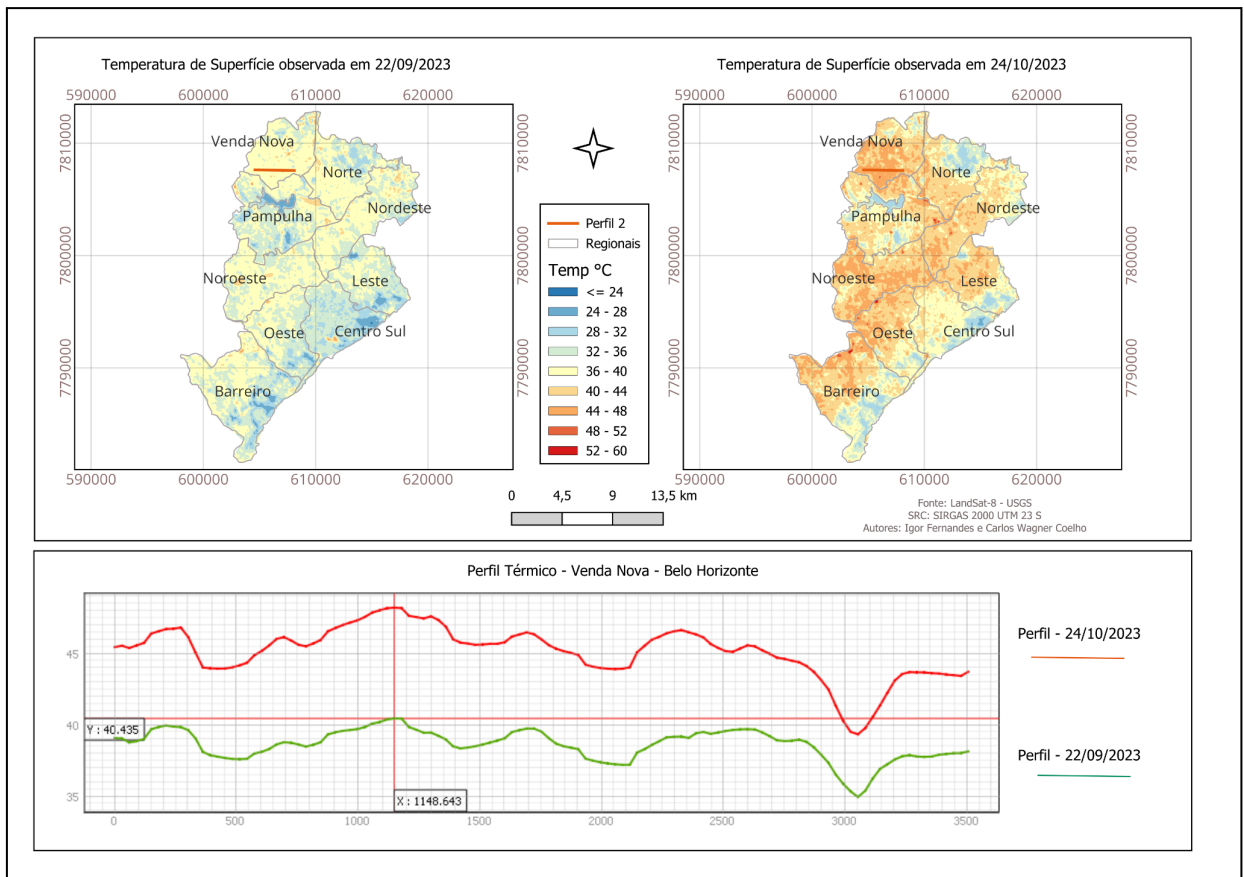 Temperatura de Superfície observada em 22/09/2023
590000 600000 610000 620000
7810000
7800000
7790000
Venda Nova
Norte
Pampulha
Nordeste
Noroeste
Leste
Oeste
Centro Sul
Barreiro
7810000
7800000
7790000
590000 600000 610000 620000
Perfil 2
Regionais
Temp ºC
<= 24
24 - 28
28 - 32
32 - 36
36 - 40
40 - 44
44 - 48
48 - 52
52 - 60
0 4,5 9 13,5 km
Temperatura de Superfície observada em 24/10/2023
590000 600000 610000 620000
7810000
7800000
7790000
Venda Nova
Norte
Pampulha
Nordeste
Noroeste
Leste
Oeste
Centro Sul
Barreiro
7810000
7800000
7790000
590000 600000 610000 620000
Fonte: LandSat-8 - USGS
SRC: SIRGAS 2000 UTM 23 S
Autores: Igor Fernandes e Carlos Wagner Coelho
Perfil Térmico - Venda Nova - Belo Horizonte
45
40
35
Y : 40.435
X : 1148.643
0 500 1000 1500 2000 2500 3000 3500
Perfil - 24/10/2023
Perfil - 22/09/2023